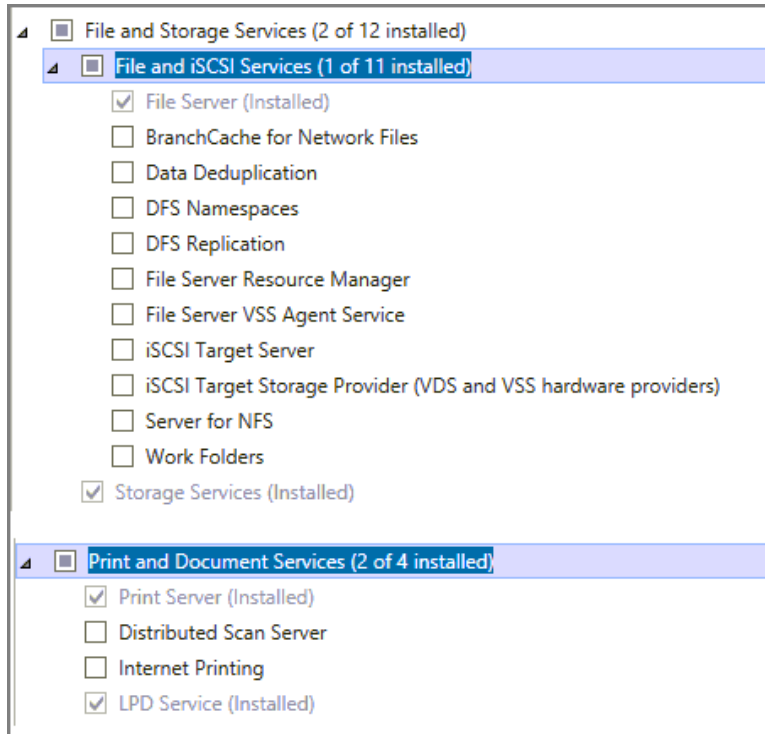 File and Storage Services (2 of 12 installed)
File and iSCSI Services (1 of 11 installed)
File Server (Installed)
BranchCache for Network Files
Data Deduplication
DFS Namespaces
DFS Replication
File Server Resource Manager
File Server VSS Agent Service
iSCSI Target Server
iSCSI Target Storage Provider (VDS and VSS hardware providers)
Server for NFS
Work Folders
Storage Services (Installed)
Print and Document Services (2 of 4 installed)
Print Server (Installed)
Distributed Scan Server
Internet Printing
LPD Service (Installed)